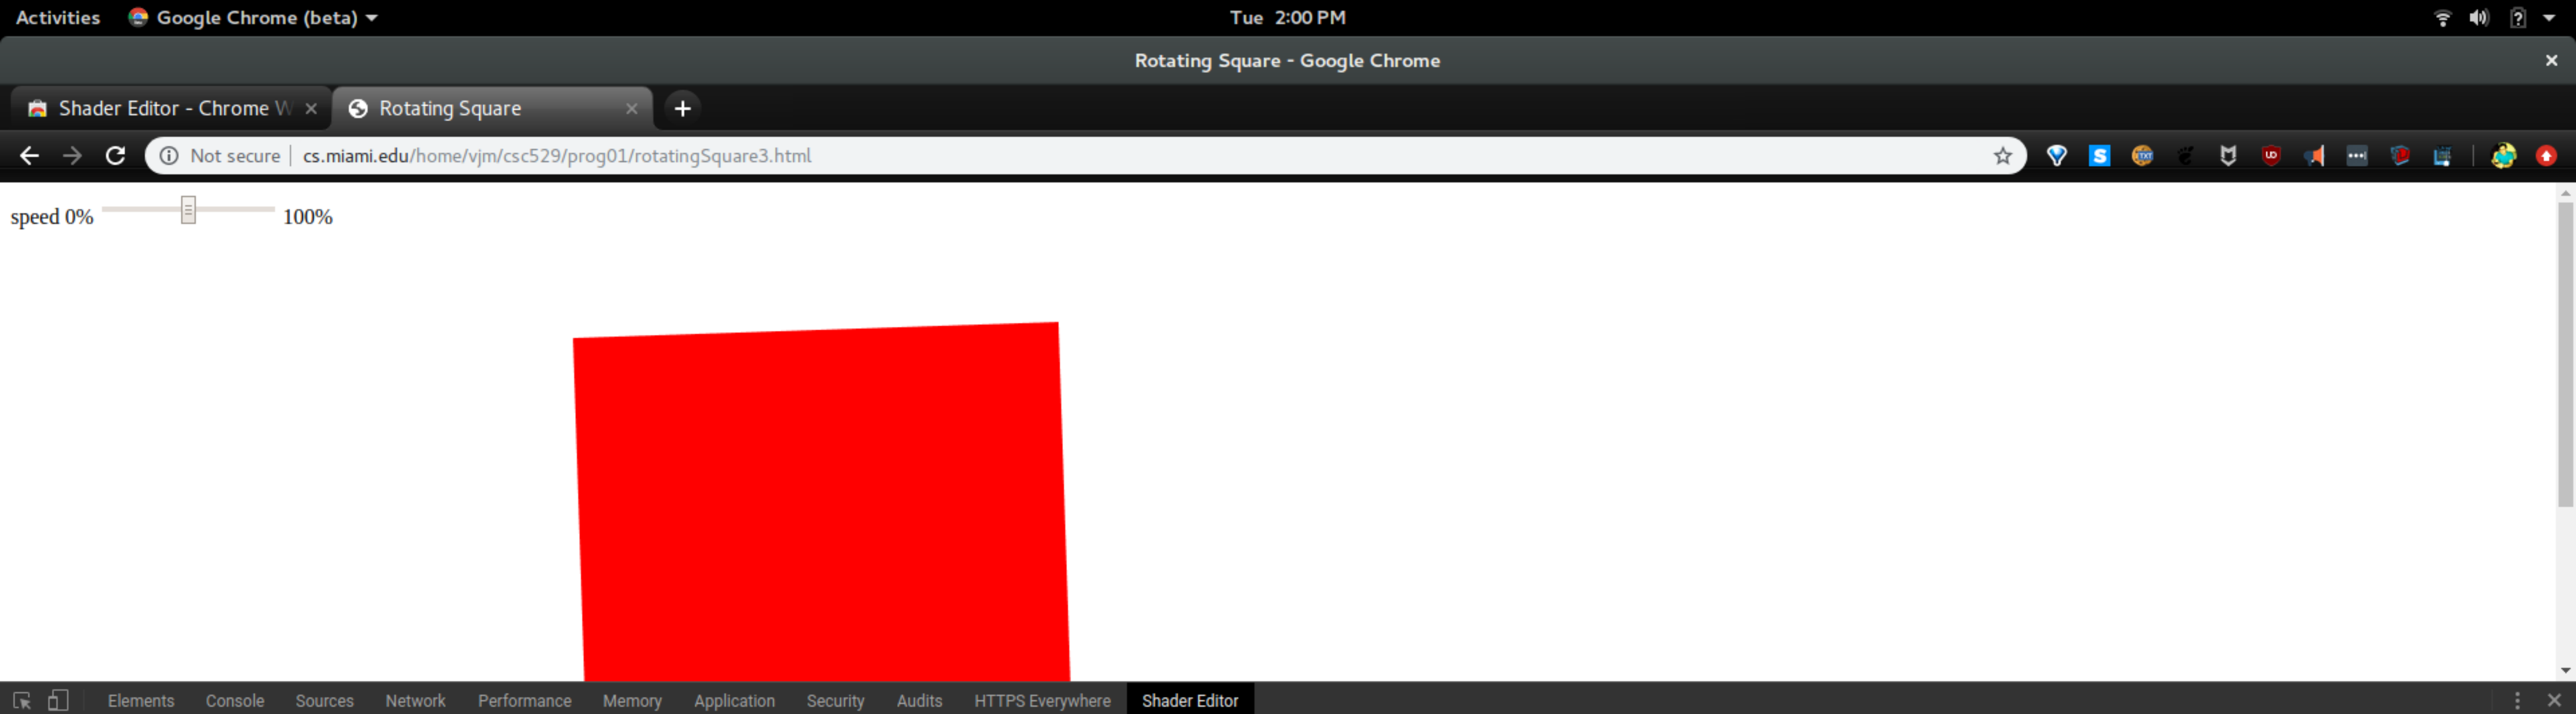 Activities Google Chrome (beta) Tue 2:00 PM
Rotating Square - Google Chrome
Shader Editor - Chrome W Rotating Square
Not secure cs.miami.edu/home/vjm/csc529/prog01/rotatingSquare3.html
speed 0% 100%
Elements Console Sources Network Performance Memory Application Security Audits HTTPS Everywhere Shader Editor